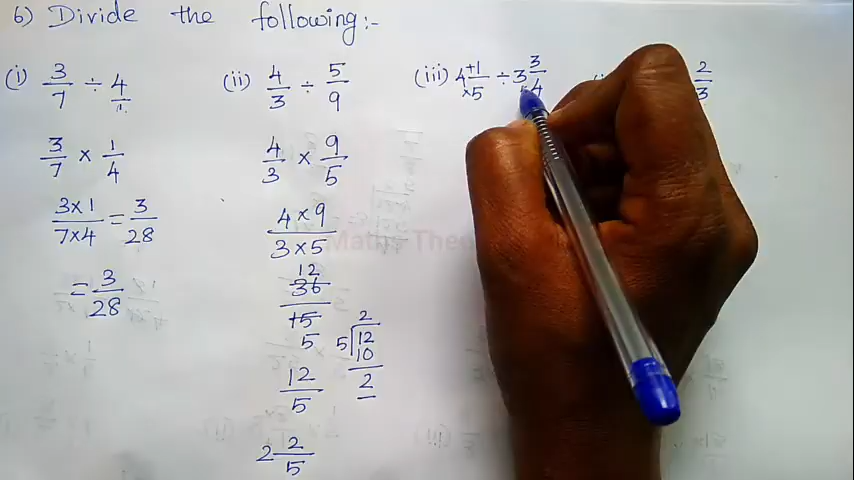 6) Divide the following:-
(i) 3/7 ÷ 4/1
(ii) 4/3 ÷ 5/9
(iii) 4 +1/×5 ÷ 3 3/4
2/3
3/7 × 1/4
4/3 × 9/5
3×1/7×4 = 3/28
4×9/3×5
= 3/28
12
36/15
5
2
5 12
10
2
12/5
2 2/5
Maths Theo